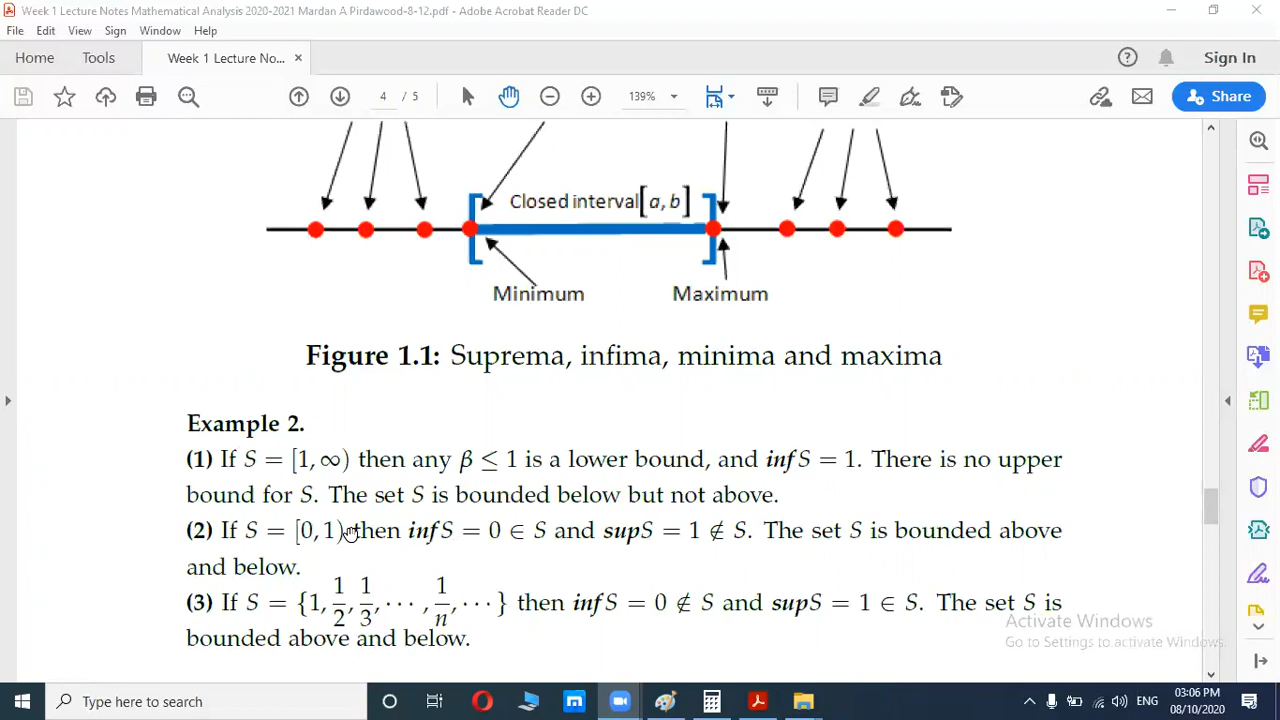 Week 1 Lecture Notes Mathematical Analysis 2020-2021 Mardan A Pirdawood-8-12.pdf - Adobe Acrobat Reader DC
File Edit View Sign Window Help
Home Tools Week 1 Lecture No... × Sign In
4 / 5 139% Share
Closed interval[a, b]
Minimum Maximum
Figure 1.1: Suprema, infima, minima and maxima
Example 2.
(1) If S = [1, ∞) then any β ≤ 1 is a lower bound, and inf S = 1. There is no upper
bound for S. The set S is bounded below but not above.
(2) If S = [0, 1) then inf S = 0 ∈ S and sup S = 1 ∉ S. The set S is bounded above
and below.
(3) If S = {1, 1/2, 1/3, ⋯, 1/n, ⋯} then inf S = 0 ∉ S and sup S = 1 ∈ S. The set S is
bounded above and below.
Activate Windows
Go to Settings to activate Windows.
Type here to search ENG 03:06 PM
08/10/2020